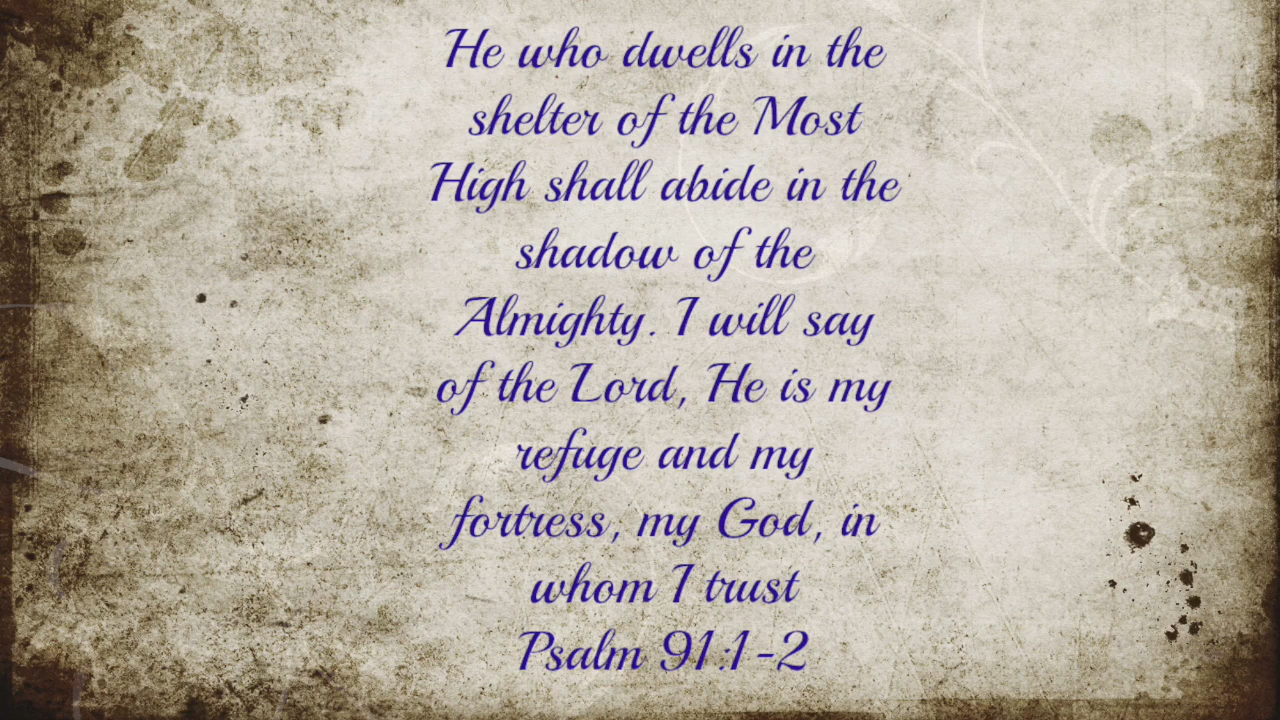 He who dwells in the
shelter of the Most
High shall abide in the
shadow of the
Almighty. I will say
of the Lord, He is my
refuge and my
fortress, my God, in
whom I trust
Psalm 91:1-2